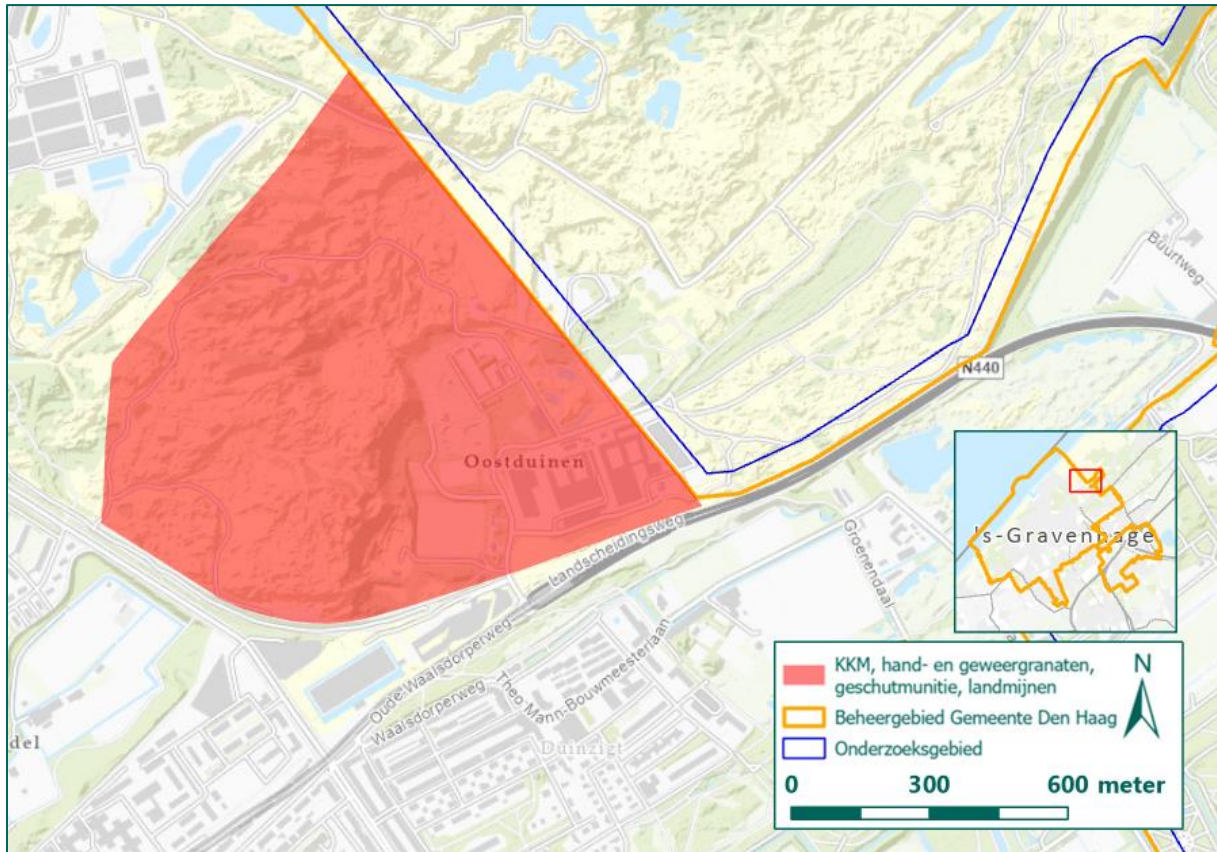 Buurtweg
N440
Oostduinen
Landscheidingsweg
Groenendaal
Oude Waalsdorperweg
Waalsdorperweg
Theo Mann-Bouwmeesterlaan
Duinzigt
del
's-Gravenhage
KKM, hand- en geweergranaten,
geschutmunitie, landmijnen
N
Beheergebied Gemeente Den Haag
Onderzoeksgebied
0 300 600 meter